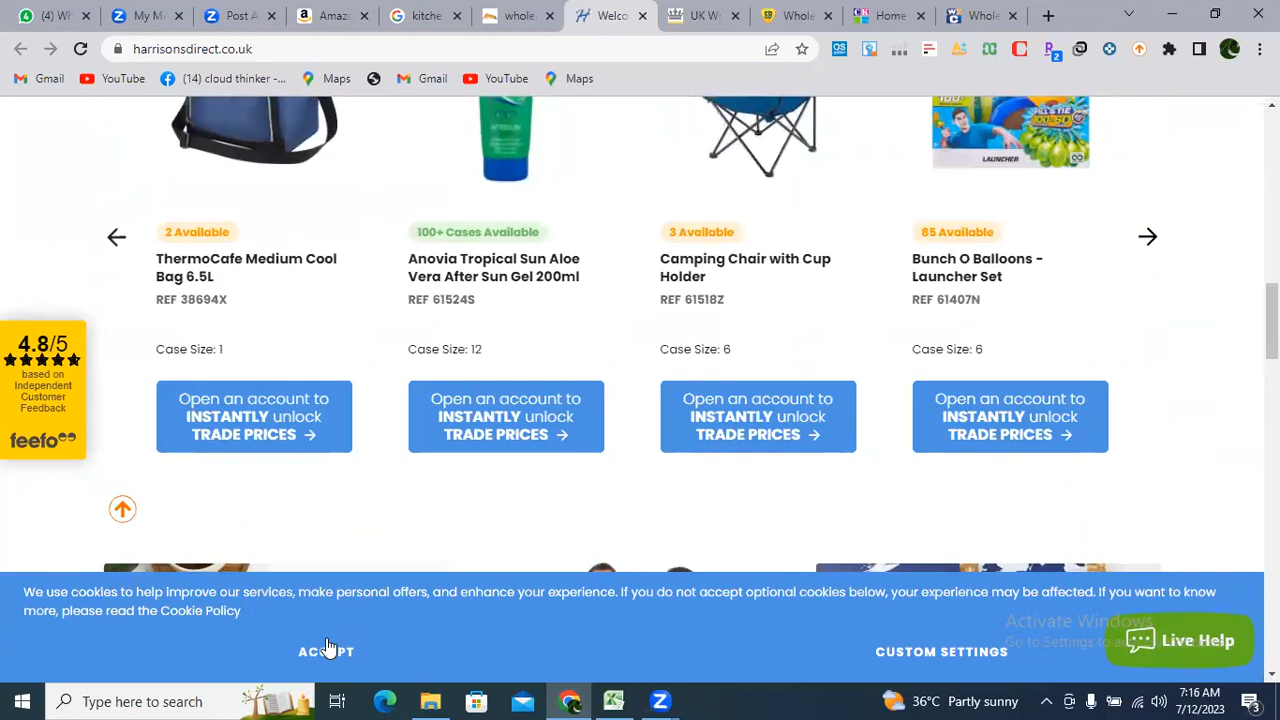 (4) W
My Me
Post A
Amaz
kitche
whole
Welco
UK W
Whole
Home
Whole
harrisonsdirect.co.uk
2
Gmail
YouTube
(14) cloud thinker -...
Maps
Gmail
YouTube
Maps
LAUNCHER
2 Available
100+ Cases Available
3 Available
85 Available
ThermoCafe Medium Cool
Bag 6.5L
Anovia Tropical Sun Aloe
Vera After Sun Gel 200ml
Camping Chair with Cup
Holder
Bunch O Balloons -
Launcher Set
REF 38694X
REF 61524S
REF 61518Z
REF 61407N
Case Size: 1
Case Size: 12
Case Size: 6
Case Size: 6
4.8/5
based on
Independent
Customer
Feedback
feefo
Open an account to
INSTANTLY unlock
TRADE PRICES →
Open an account to
INSTANTLY unlock
TRADE PRICES →
Open an account to
INSTANTLY unlock
TRADE PRICES →
Open an account to
INSTANTLY unlock
TRADE PRICES →
We use cookies to help improve our services, make personal offers, and enhance your experience. If you do not accept optional cookies below, your experience may be affected. If you want to know
more, please read the Cookie Policy
ACCEPT
CUSTOM SETTINGS
Activate Windows
Go to Settings to a
Live Help
Type here to search
36°C Partly sunny
7:16 AM
7/12/2023
3